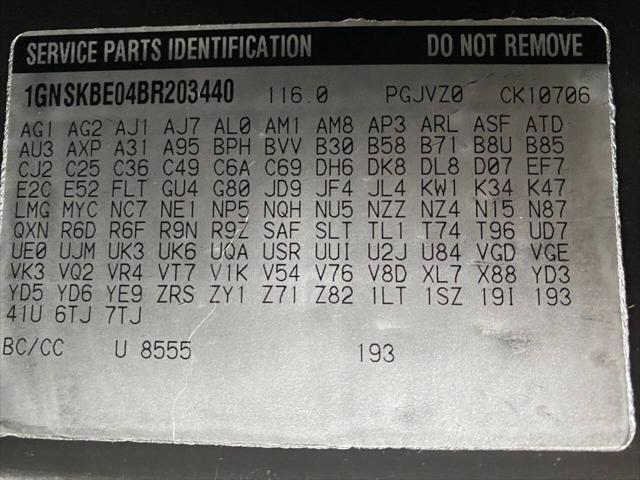 SERVICE PARTS IDENTIFICATION DO NOT REMOVE
1GNSKBE04BR203440 116.0 PGJVZ0 CK10706
AG1 AG2 AJ1 AJ7 AL0 AM1 AM8 AP3 ARL ASF ATD
AU3 AXP A31 A95 BPH BVV B30 B58 B71 B8U B85
CJ2 C25 C36 C49 C6A C69 DH6 DK8 DL8 D07 EF7
E2C E52 FLT GU4 G80 JD9 JF4 JL4 KW1 K34 K47
LMG MYC NC7 NE1 NP5 NQH NU5 NZZ NZ4 N15 N87
QXN R6D R6F R9N R9Z SAF SLT TL1 T74 T96 UD7
UE0 UJM UK3 UK6 UQA USR UUI U2J U84 VGD VGE
VK3 VQ2 VR4 VT7 V1K V54 V76 V8D XL7 X88 YD3
YD5 YD6 YE9 ZRS ZY1 Z71 Z82 1LT 1SZ 19I 193
41U 6TJ 7TJ
BC/CC U 8555 193